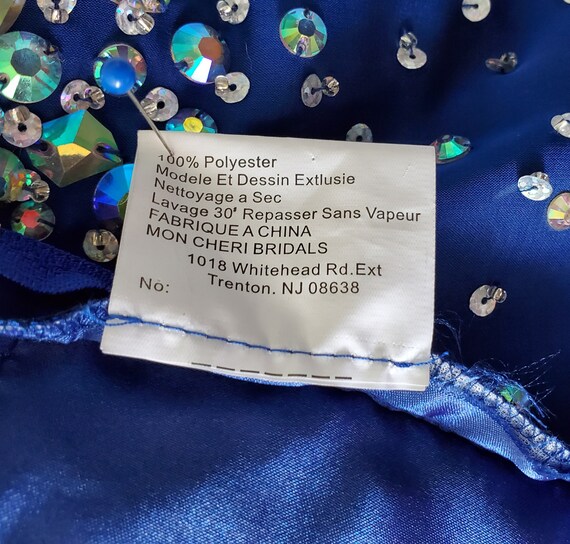 100% Polyester
Modele Et Dessin Extlusie
Nettoyage a Sec
Lavage 30' Repasser Sans Vapeur
FABRIQUE A CHINA
MON CHERI BRIDALS
1018 Whitehead Rd.Ext
No: Trenton. NJ 08638